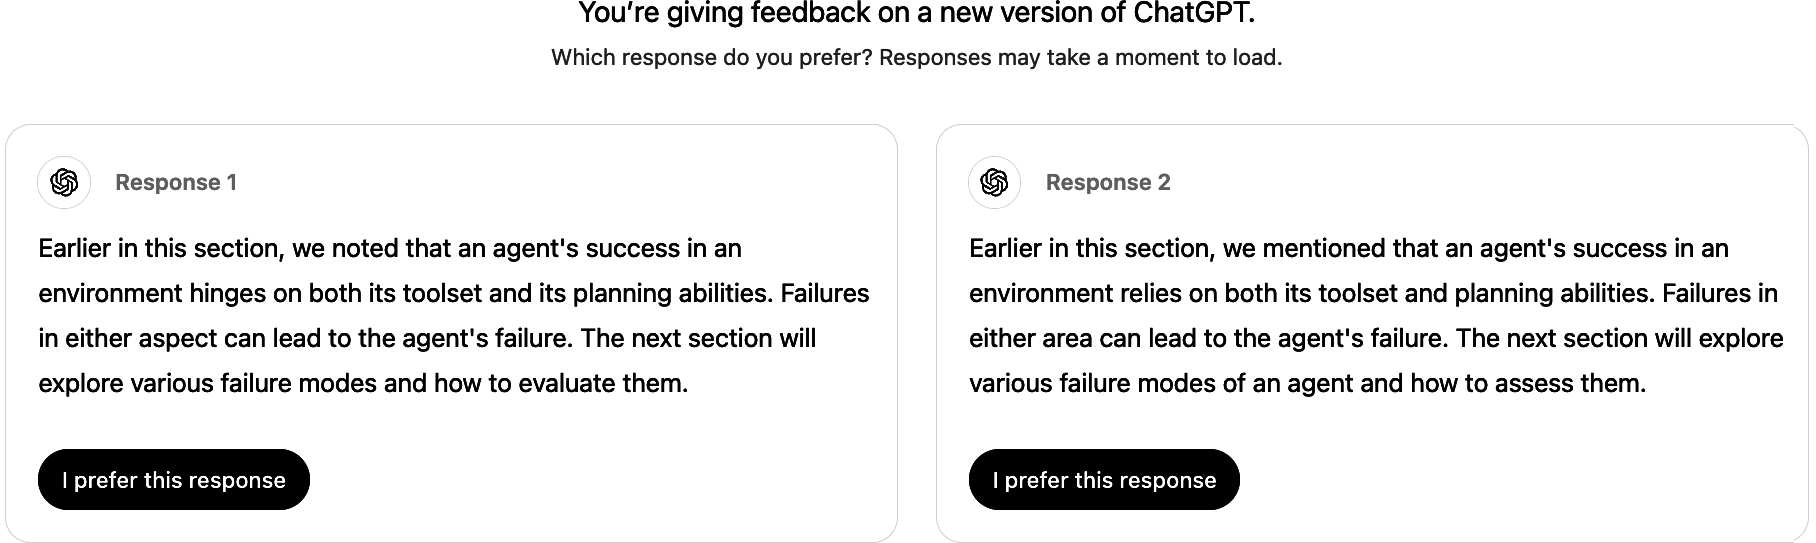 You’re giving feedback on a new version of ChatGPT.
Which response do you prefer? Responses may take a moment to load.
Response 1
Earlier in this section, we noted that an agent's success in an
environment hinges on both its toolset and its planning abilities. Failures
in either aspect can lead to the agent's failure. The next section will
explore various failure modes and how to evaluate them.
I prefer this response
Response 2
Earlier in this section, we mentioned that an agent's success in an
environment relies on both its toolset and planning abilities. Failures in
either area can lead to the agent's failure. The next section will explore
various failure modes of an agent and how to assess them.
I prefer this response